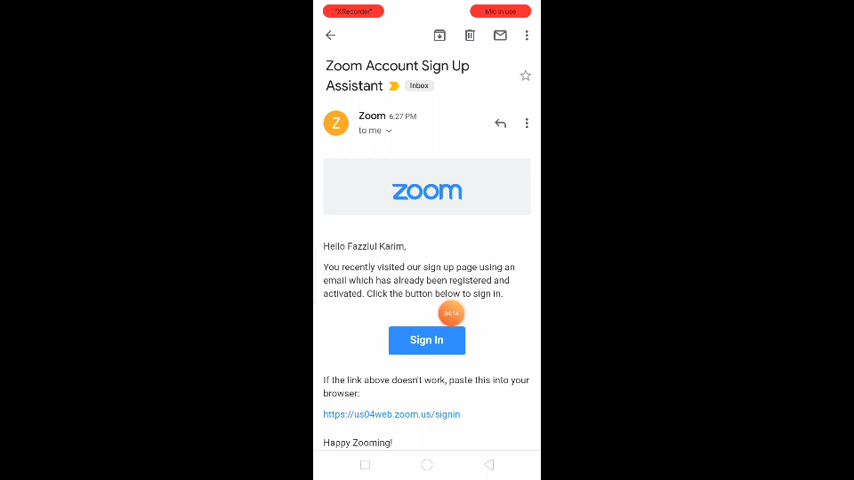 "XRecorder" Mic in use
Zoom Account Sign Up
Assistant Inbox
Z
Zoom 6:27 PM
to me
zoom
Hello Fazzlul Karim,
You recently visited our sign up page using an
email which has already been registered and
activated. Click the button below to sign in.
Sign In
If the link above doesn't work, paste this into your
browser:
https://us04web.zoom.us/signin
Happy Zooming!